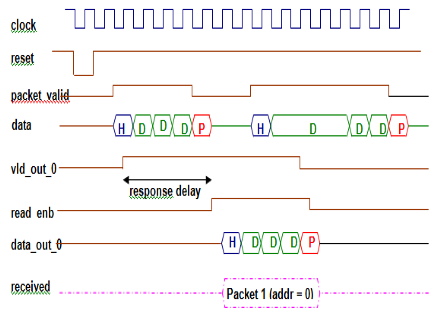 clock
reset
packet_valid
data H D D D P H D D D P
vld_out_0
response delay
read_enb
data_out_0 H D D D P
received Packet 1 (addr = 0)